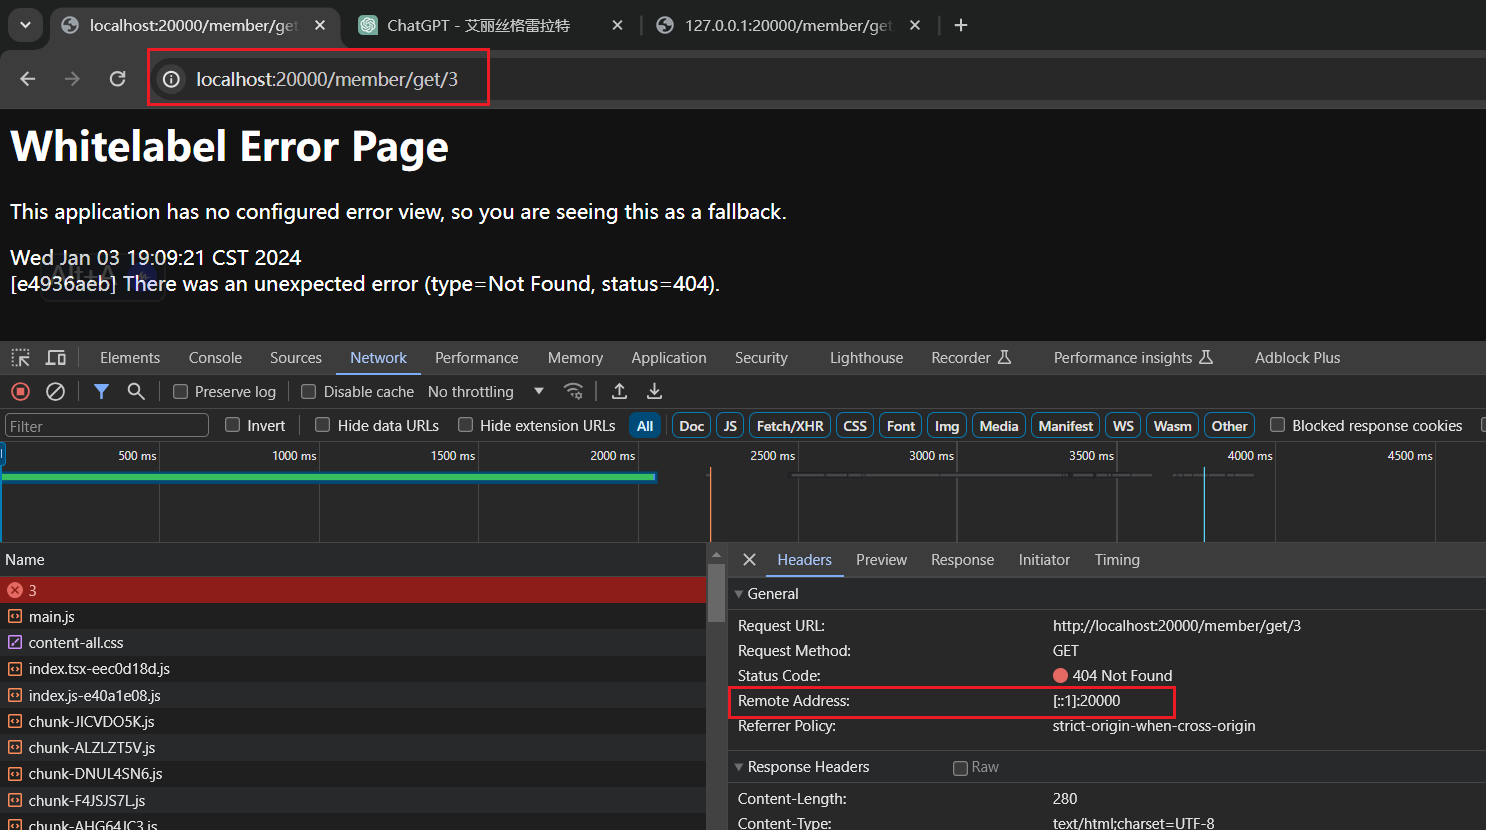 localhost:20000/member/get
ChatGPT - 艾丽丝格雷拉特
127.0.0.1:20000/member/get
localhost:20000/member/get/3
Whitelabel Error Page
This application has no configured error view, so you are seeing this as a fallback.
Wed Jan 03 19:09:21 CST 2024
[e4936aeb] There was an unexpected error (type=Not Found, status=404).
Alt+A
Elements Console Sources Network Performance Memory Application Security Lighthouse Recorder Performance insights Adblock Plus
Preserve log Disable cache No throttling
Filter Invert Hide data URLs Hide extension URLs All Doc JS Fetch/XHR CSS Font Img Media Manifest WS Wasm Other Blocked response cookies
500 ms 1000 ms 1500 ms 2000 ms 2500 ms 3000 ms 3500 ms 4000 ms 4500 ms
Name
3
main.js
content-all.css
index.tsx-eec0d18d.js
index.js-e40a1e08.js
chunk-JICVDO5K.js
chunk-ALZLZT5V.js
chunk-DNUL4SN6.js
chunk-F4JSJS7L.js
chunk-AHG64JC3.js
Headers Preview Response Initiator Timing
General
Request URL: http://localhost:20000/member/get/3
Request Method: GET
Status Code: 404 Not Found
Remote Address: [::1]:20000
Referrer Policy: strict-origin-when-cross-origin
Response Headers Raw
Content-Length: 280
Content-Type: text/html;charset=UTF-8